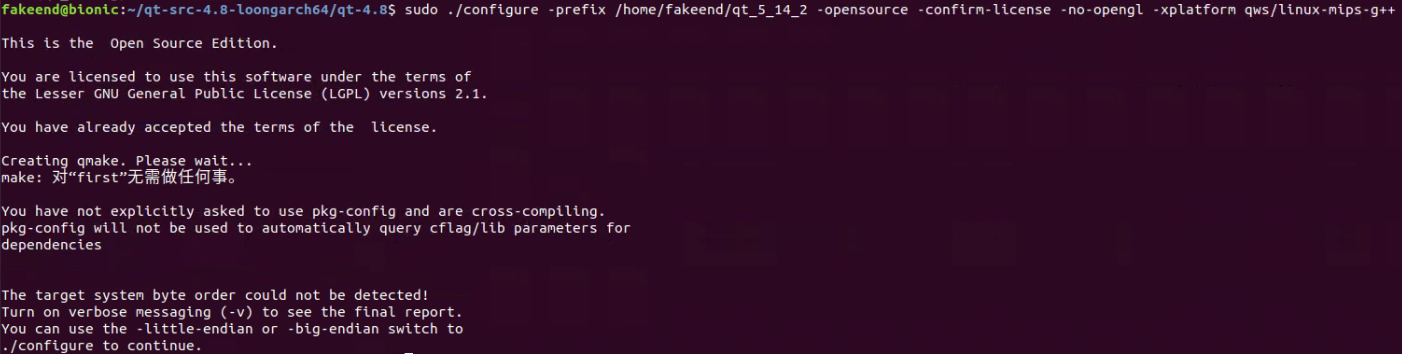 fakeend@bionic:~/qt-src-4.8-loongarch64/qt-4.8$ sudo ./configure -prefix /home/fakeend/qt_5_14_2 -opensource -confirm-license -no-opengl -xplatform qws/linux-mips-g++
This is the  Open Source Edition.
You are licensed to use this software under the terms of
the Lesser GNU General Public License (LGPL) versions 2.1.
You have already accepted the terms of the  license.
Creating qmake. Please wait...
make: 对“first”无需做任何事。
You have not explicitly asked to use pkg-config and are cross-compiling.
pkg-config will not be used to automatically query cflag/lib parameters for
dependencies
The target system byte order could not be detected!
Turn on verbose messaging (-v) to see the final report.
You can use the -little-endian or -big-endian switch to
./configure to continue.